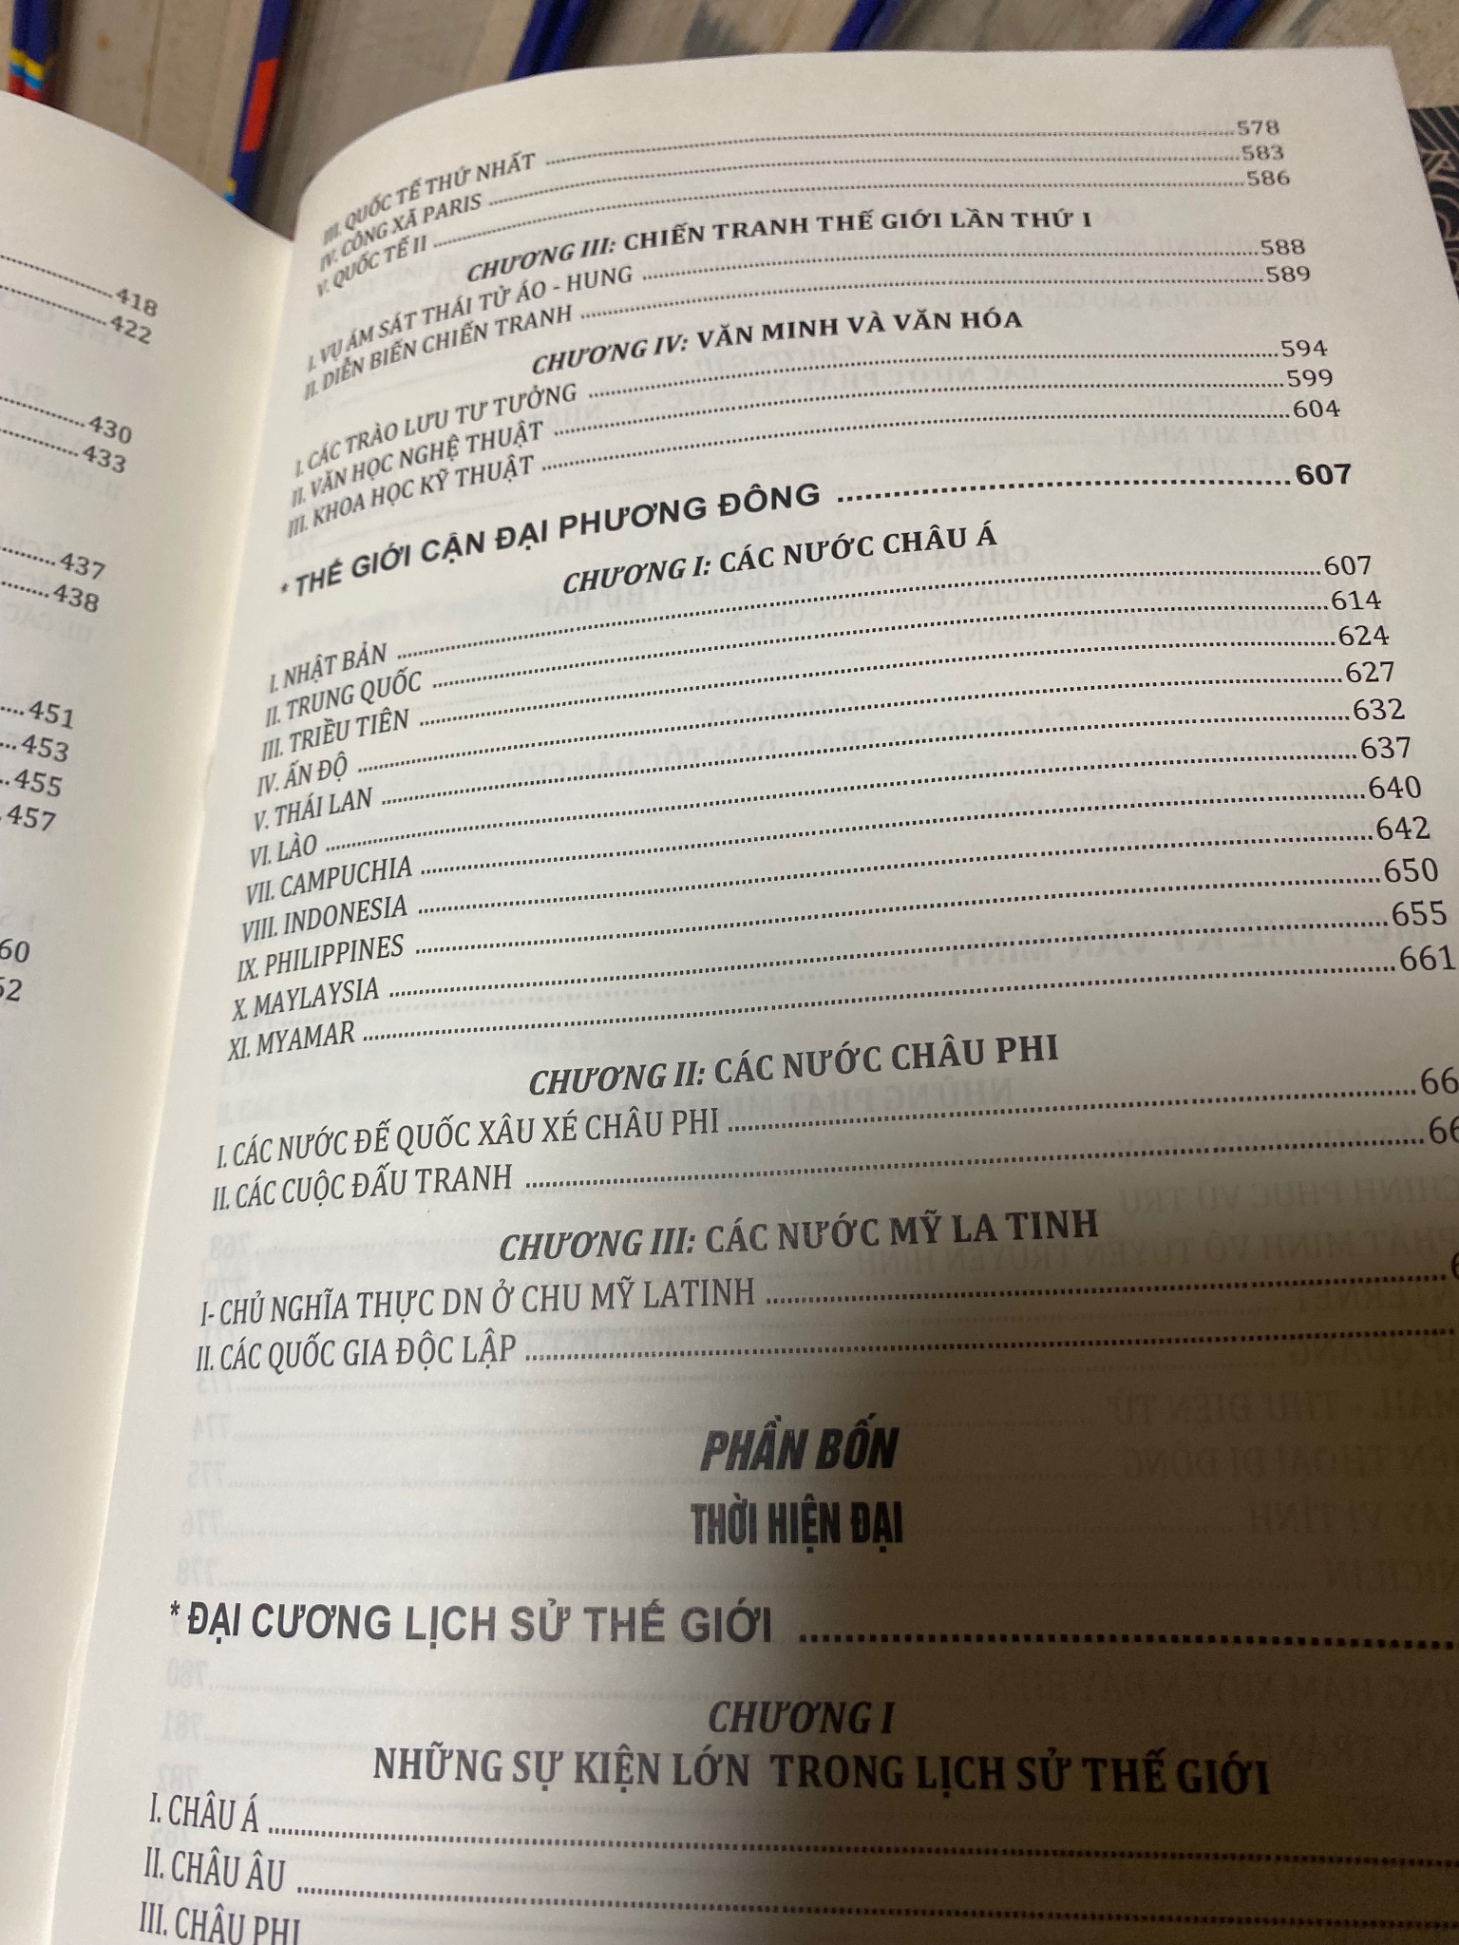 418
422
430
433
437
438
451
453
455
457
60
III. QUỐC TẾ THỨ NHẤT ........ 578
IV. CÔNG XÃ PARIS ........ 583
V. QUỐC TẾ II ........ 586
CHƯƠNG III: CHIẾN TRANH THẾ GIỚI LẦN THỨ I
I. VỤ ÁM SÁT THÁI TỬ ÁO - HUNG ........ 588
II. DIỄN BIẾN CHIẾN TRANH ........ 589
CHƯƠNG IV: VĂN MINH VÀ VĂN HÓA
I. CÁC TRÀO LƯU TƯ TƯỞNG ........ 594
II. VĂN HỌC NGHỆ THUẬT ........ 599
III. KHOA HỌC KỸ THUẬT ........ 604
* THẾ GIỚI CẬN ĐẠI PHƯƠNG ĐÔNG ........ 607
CHƯƠNG I: CÁC NƯỚC CHÂU Á
I. NHẬT BẢN ........ 607
II. TRUNG QUỐC ........ 614
III. TRIỀU TIÊN ........ 624
IV. ẤN ĐỘ ........ 627
V. THÁI LAN ........ 632
VI. LÀO ........ 637
VII. CAMPUCHIA ........ 640
VIII. INDONESIA ........ 642
IX. PHILIPPINES ........ 650
X. MAYLAYSIA ........ 655
XI. MYAMAR ........ 661
CHƯƠNG II: CÁC NƯỚC CHÂU PHI
I. CÁC NƯỚC ĐẾ QUỐC XÂU XÉ CHÂU PHI ........ 66
II. CÁC CUỘC ĐẤU TRANH ........ 66
CHƯƠNG III: CÁC NƯỚC MỸ LA TINH
I- CHỦ NGHĨA THỰC DN Ở CHU MỸ LATINH ........ 6
II. CÁC QUỐC GIA ĐỘC LẬP ........
PHẦN BỐN
THỜI HIỆN ĐẠI
* ĐẠI CƯƠNG LỊCH SỬ THẾ GIỚI ........
CHƯƠNG I
NHỮNG SỰ KIỆN LỚN TRONG LỊCH SỬ THẾ GIỚI
I. CHÂU Á ........
II. CHÂU ÂU ........
III. CHÂU PHI